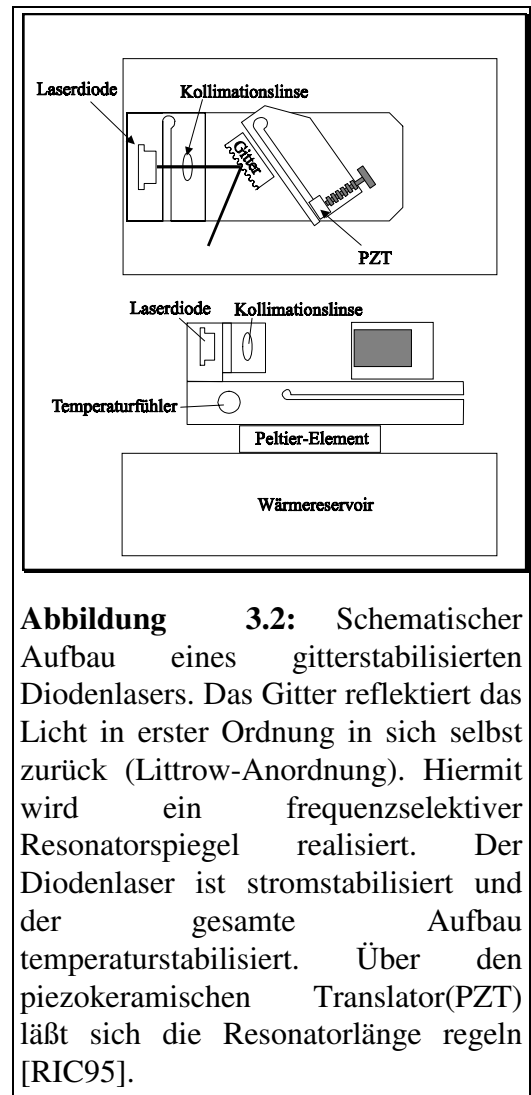 Laserdiode
Kollimationslinse
Gitter
PZT
Laserdiode
Kollimationslinse
Temperaturfühler
Peltier-Element
Wärmereservoir
Abbildung 3.2: Schematischer
Aufbau eines gitterstabilisierten
Diodenlasers. Das Gitter reflektiert das
Licht in erster Ordnung in sich selbst
zurück (Littrow-Anordnung). Hiermit
wird ein frequenzselektiver
Resonatorspiegel realisiert. Der
Diodenlaser ist stromstabilisiert und
der gesamte Aufbau
temperaturstabilisiert. Über den
piezokeramischen Translator(PZT)
läßt sich die Resonatorlänge regeln
[RIC95].